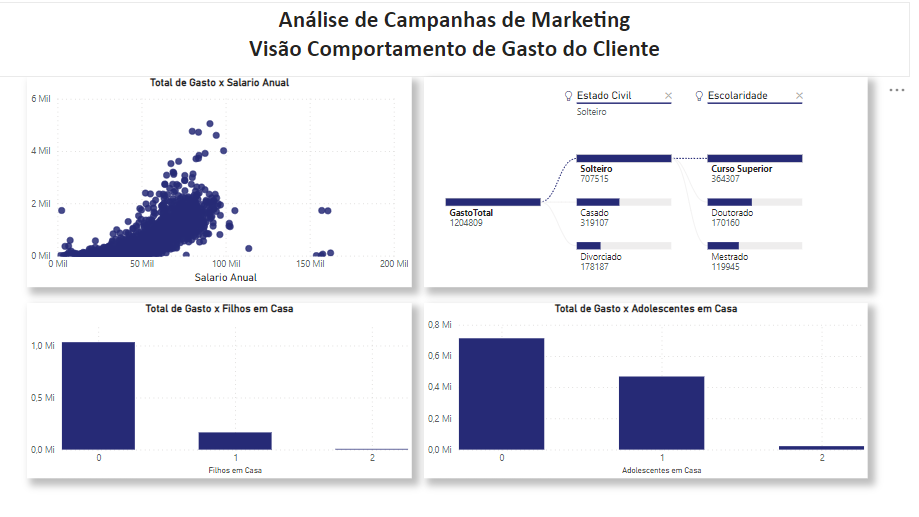 Análise de Campanhas de Marketing
Visão Comportamento de Gasto do Cliente
Total de Gasto x Salario Anual
6 Mil
4 Mil
2 Mil
0 Mil
0 Mil 50 Mil 100 Mil 150 Mil 200 Mil
Salario Anual
Estado Civil
Solteiro
Escolaridade
GastoTotal
1204809
Solteiro
707515
Casado
319107
Divorciado
178187
Curso Superior
364307
Doutorado
170160
Mestrado
119945
Total de Gasto x Filhos em Casa
1,0 Mi
0,5 Mi
0,0 Mi
0 1 2
Filhos em Casa
Total de Gasto x Adolescentes em Casa
0,8 Mi
0,6 Mi
0,4 Mi
0,2 Mi
0,0 Mi
0 1 2
Adolescentes em Casa